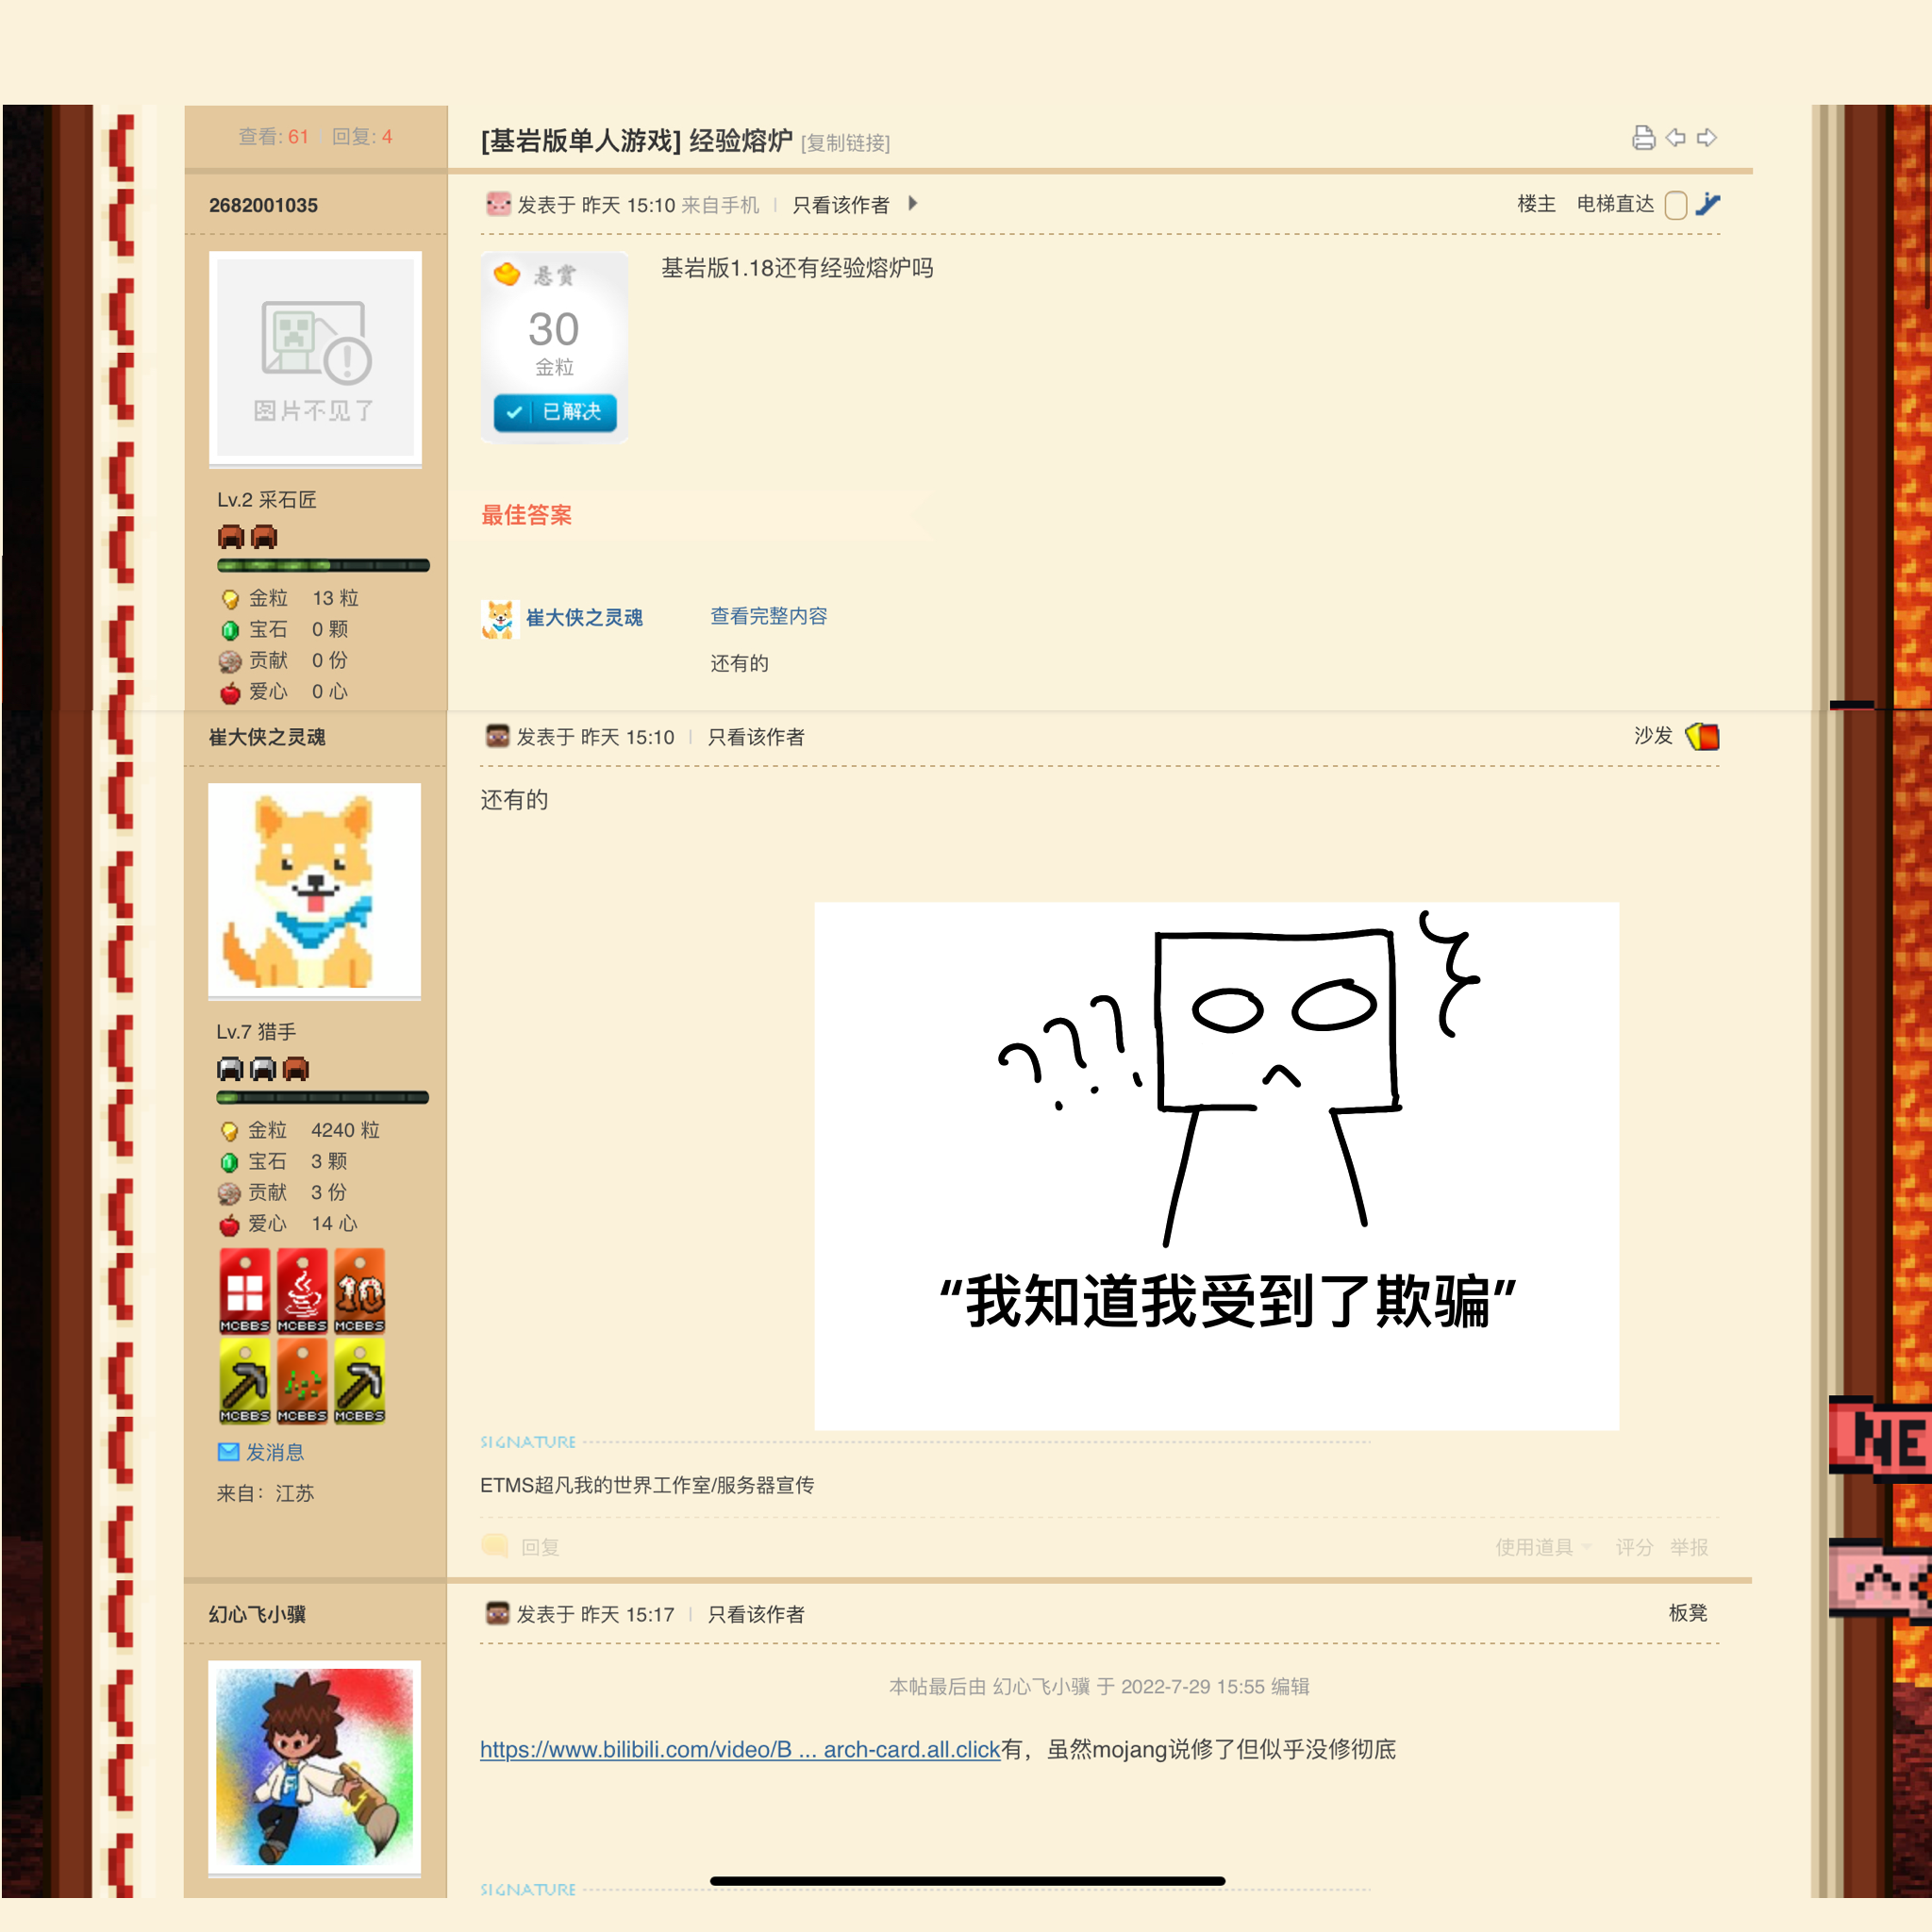 查看: 61 | 回复: 4
[基岩版单人游戏] 经验熔炉 [复制链接]
2682001035
发表于 昨天 15:10 来自手机 | 只看该作者
楼主 电梯直达
图片不见了
悬赏
30
金粒
已解决
基岩版1.18还有经验熔炉吗
Lv.2 采石匠
金粒 13 粒
宝石 0 颗
贡献 0 份
爱心 0 心
最佳答案
崔大侠之灵魂
查看完整内容
还有的
崔大侠之灵魂
发表于 昨天 15:10 | 只看该作者
沙发
还有的
Lv.7 猎手
金粒 4240 粒
宝石 3 颗
贡献 3 份
爱心 14 心
10
MCBBS MCBBS MCBBS
MCBBS MCBBS MCBBS
发消息
来自：江苏
???
“我知道我受到了欺骗”
SIGNATURE
ETMS超凡我的世界工作室/服务器宣传
回复
使用道具 评分 举报
NE
幻心飞小骥
发表于 昨天 15:17 | 只看该作者
板凳
本帖最后由 幻心飞小骥 于 2022-7-29 15:55 编辑
https://www.bilibili.com/video/B ... arch-card.all.click有，虽然mojang说修了但似乎没修彻底
SIGNATURE